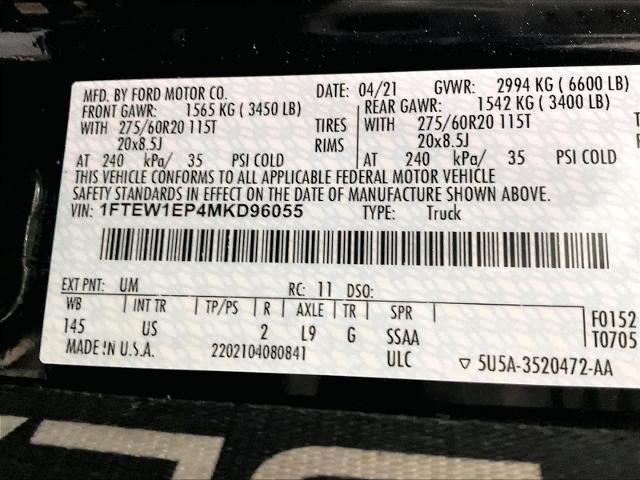 MFD. BY FORD MOTOR CO. DATE: 04/21 GVWR: 2994 KG ( 6600 LB)
FRONT GAWR: 1565 KG ( 3450 LB) REAR GAWR: 1542 KG ( 3400 LB)
WITH 275/60R20 115T TIRES WITH 275/60R20 115T
20x8.5J RIMS 20x8.5J
AT 240 kPa/ 35 PSI COLD AT 240 kPa/ 35 PSI COLD
THIS VEHICLE CONFORMS TO ALL APPLICABLE FEDERAL MOTOR VEHICLE
SAFETY STANDARDS IN EFFECT ON THE DATE OF MANUFACTURE SHOWN ABOVE.
VIN: 1FTEW1EP4MKD96055 TYPE: Truck
EXT PNT: UM RC: 11 DSO:
WB INT TR TP/PS R AXLE TR SPR F0152
145 US 2 L9 G SSAA T0705
MADE IN U.S.A. 2202104080841 ULC ▽ 5U5A-3520472-AA